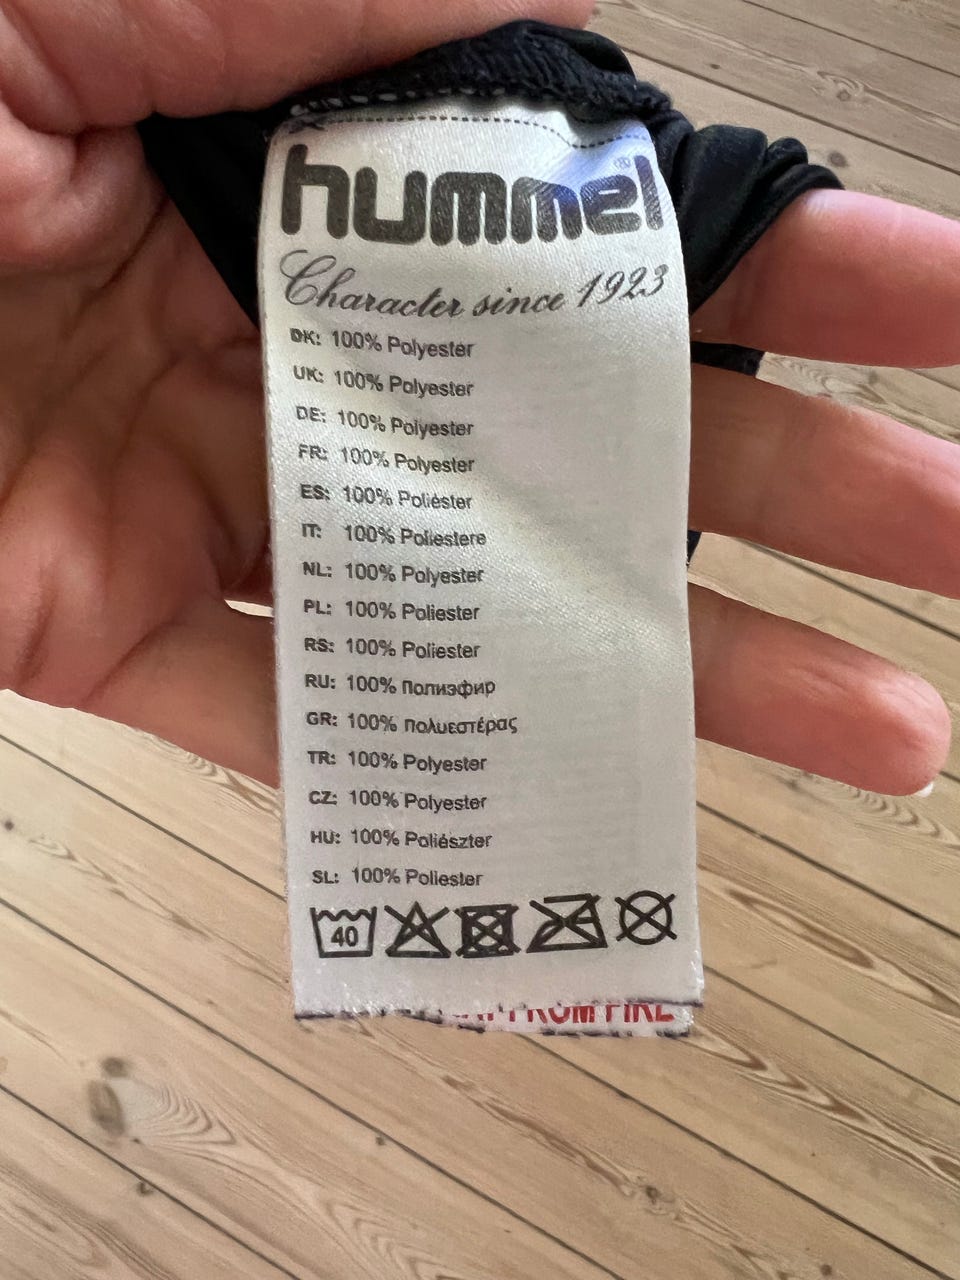 hummel®
Character since 1923
DK: 100% Polyester
UK: 100% Polyester
DE: 100% Polyester
FR: 100% Polyester
ES: 100% Poliéster
IT: 100% Poliestere
NL: 100% Polyester
PL: 100% Poliester
RS: 100% Poliester
RU: 100% Полиэфир
GR: 100% πολυεστέρας
TR: 100% Polyester
CZ: 100% Polyester
HU: 100% Poliészter
SL: 100% Poliester
40
FROM FIRE